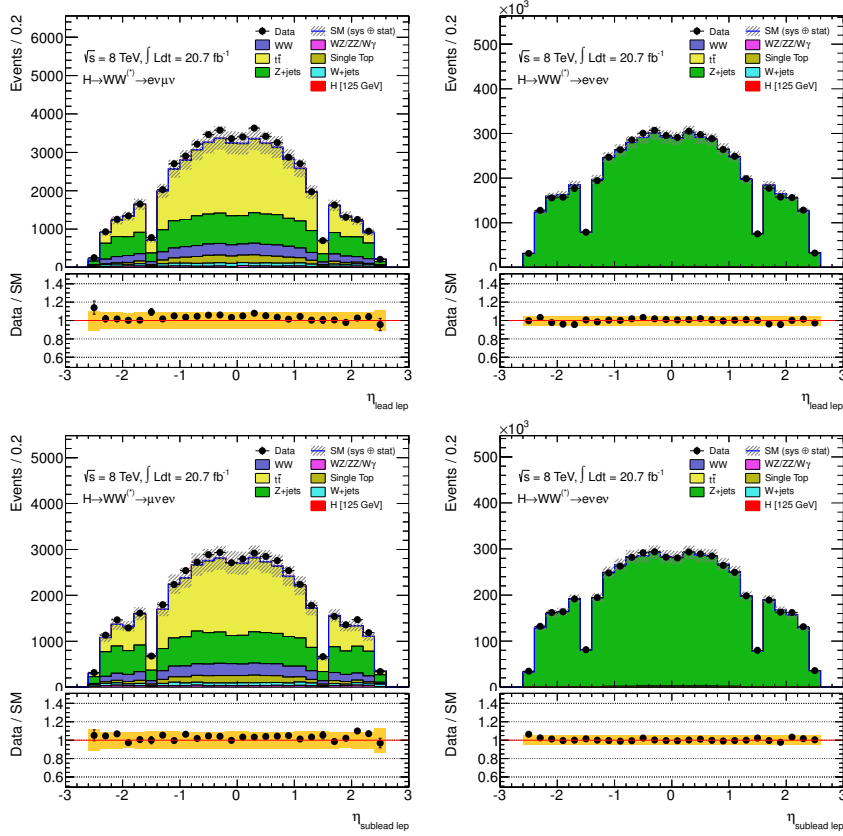 Events / 0.2
6000
5000
4000
3000
2000
1000
0
√s = 8 TeV, ∫ Ldt = 20.7 fb⁻¹
H→WW⁽*⁾→eνμν
Data
WW
tt̄
Z+jets
SM (sys ⊕ stat)
WZ/ZZ/Wγ
Single Top
W+jets
H [125 GeV]
Data / SM
1.4
1.2
1
0.8
0.6
-3 -2 -1 0 1 2 3
η lead lep
×10³
Events / 0.2
500
400
300
200
100
0
√s = 8 TeV, ∫ Ldt = 20.7 fb⁻¹
H→WW⁽*⁾→eνeν
Data
WW
tt̄
Z+jets
SM (sys ⊕ stat)
WZ/ZZ/Wγ
Single Top
W+jets
H [125 GeV]
Data / SM
1.4
1.2
1
0.8
0.6
-3 -2 -1 0 1 2 3
η lead lep
Events / 0.2
5000
4000
3000
2000
1000
0
√s = 8 TeV, ∫ Ldt = 20.7 fb⁻¹
H→WW⁽*⁾→μνeν
Data
WW
tt̄
Z+jets
SM (sys ⊕ stat)
WZ/ZZ/Wγ
Single Top
W+jets
H [125 GeV]
Data / SM
1.4
1.2
1
0.8
0.6
-3 -2 -1 0 1 2 3
η sublead lep
×10³
Events / 0.2
500
400
300
200
100
0
√s = 8 TeV, ∫ Ldt = 20.7 fb⁻¹
H→WW⁽*⁾→eνeν
Data
WW
tt̄
Z+jets
SM (sys ⊕ stat)
WZ/ZZ/Wγ
Single Top
W+jets
H [125 GeV]
Data / SM
1.4
1.2
1
0.8
0.6
-3 -2 -1 0 1 2 3
η sublead lep